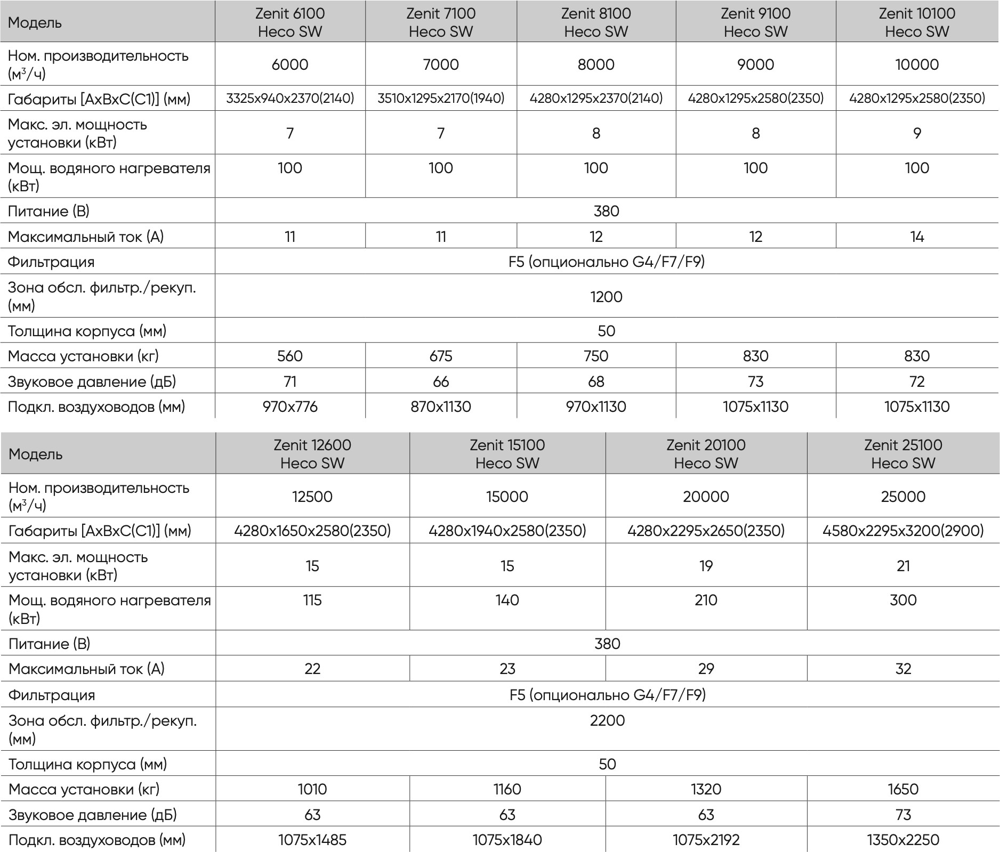 Модель Zenit 6100 Heco SW Zenit 7100 Heco SW Zenit 8100 Heco SW Zenit 9100 Heco SW Zenit 10100 Heco SW
Ном. производительность (м³/ч) 6000 7000 8000 9000 10000
Габариты [AxBxC(C1)] (мм) 3325x940x2370(2140) 3510x1295x2170(1940) 4280x1295x2370(2140) 4280x1295x2580(2350) 4280x1295x2580(2350)
Макс. эл. мощность установки (кВт) 7 7 8 8 9
Мощ. водяного нагревателя (кВт) 100 100 100 100 100
Питание (В) 380
Максимальный ток (А) 11 11 12 12 14
Фильтрация F5 (опционально G4/F7/F9)
Зона обсл. фильтр./рекуп. (мм) 1200
Толщина корпуса (мм) 50
Масса установки (кг) 560 675 750 830 830
Звуковое давление (дБ) 71 66 68 73 72
Подкл. воздуховодов (мм) 970x776 870x1130 970x1130 1075x1130 1075x1130
Модель Zenit 12600 Heco SW Zenit 15100 Heco SW Zenit 20100 Heco SW Zenit 25100 Heco SW
Ном. производительность (м³/ч) 12500 15000 20000 25000
Габариты [AxBxC(C1)] (мм) 4280x1650x2580(2350) 4280x1940x2580(2350) 4280x2295x2650(2350) 4580x2295x3200(2900)
Макс. эл. мощность установки (кВт) 15 15 19 21
Мощ. водяного нагревателя (кВт) 115 140 210 300
Питание (В) 380
Максимальный ток (А) 22 23 29 32
Фильтрация F5 (опционально G4/F7/F9)
Зона обсл. фильтр./рекуп. (мм) 2200
Толщина корпуса (мм) 50
Масса установки (кг) 1010 1160 1320 1650
Звуковое давление (дБ) 63 63 63 73
Подкл. воздуховодов (мм) 1075x1485 1075x1840 1075x2192 1350x2250